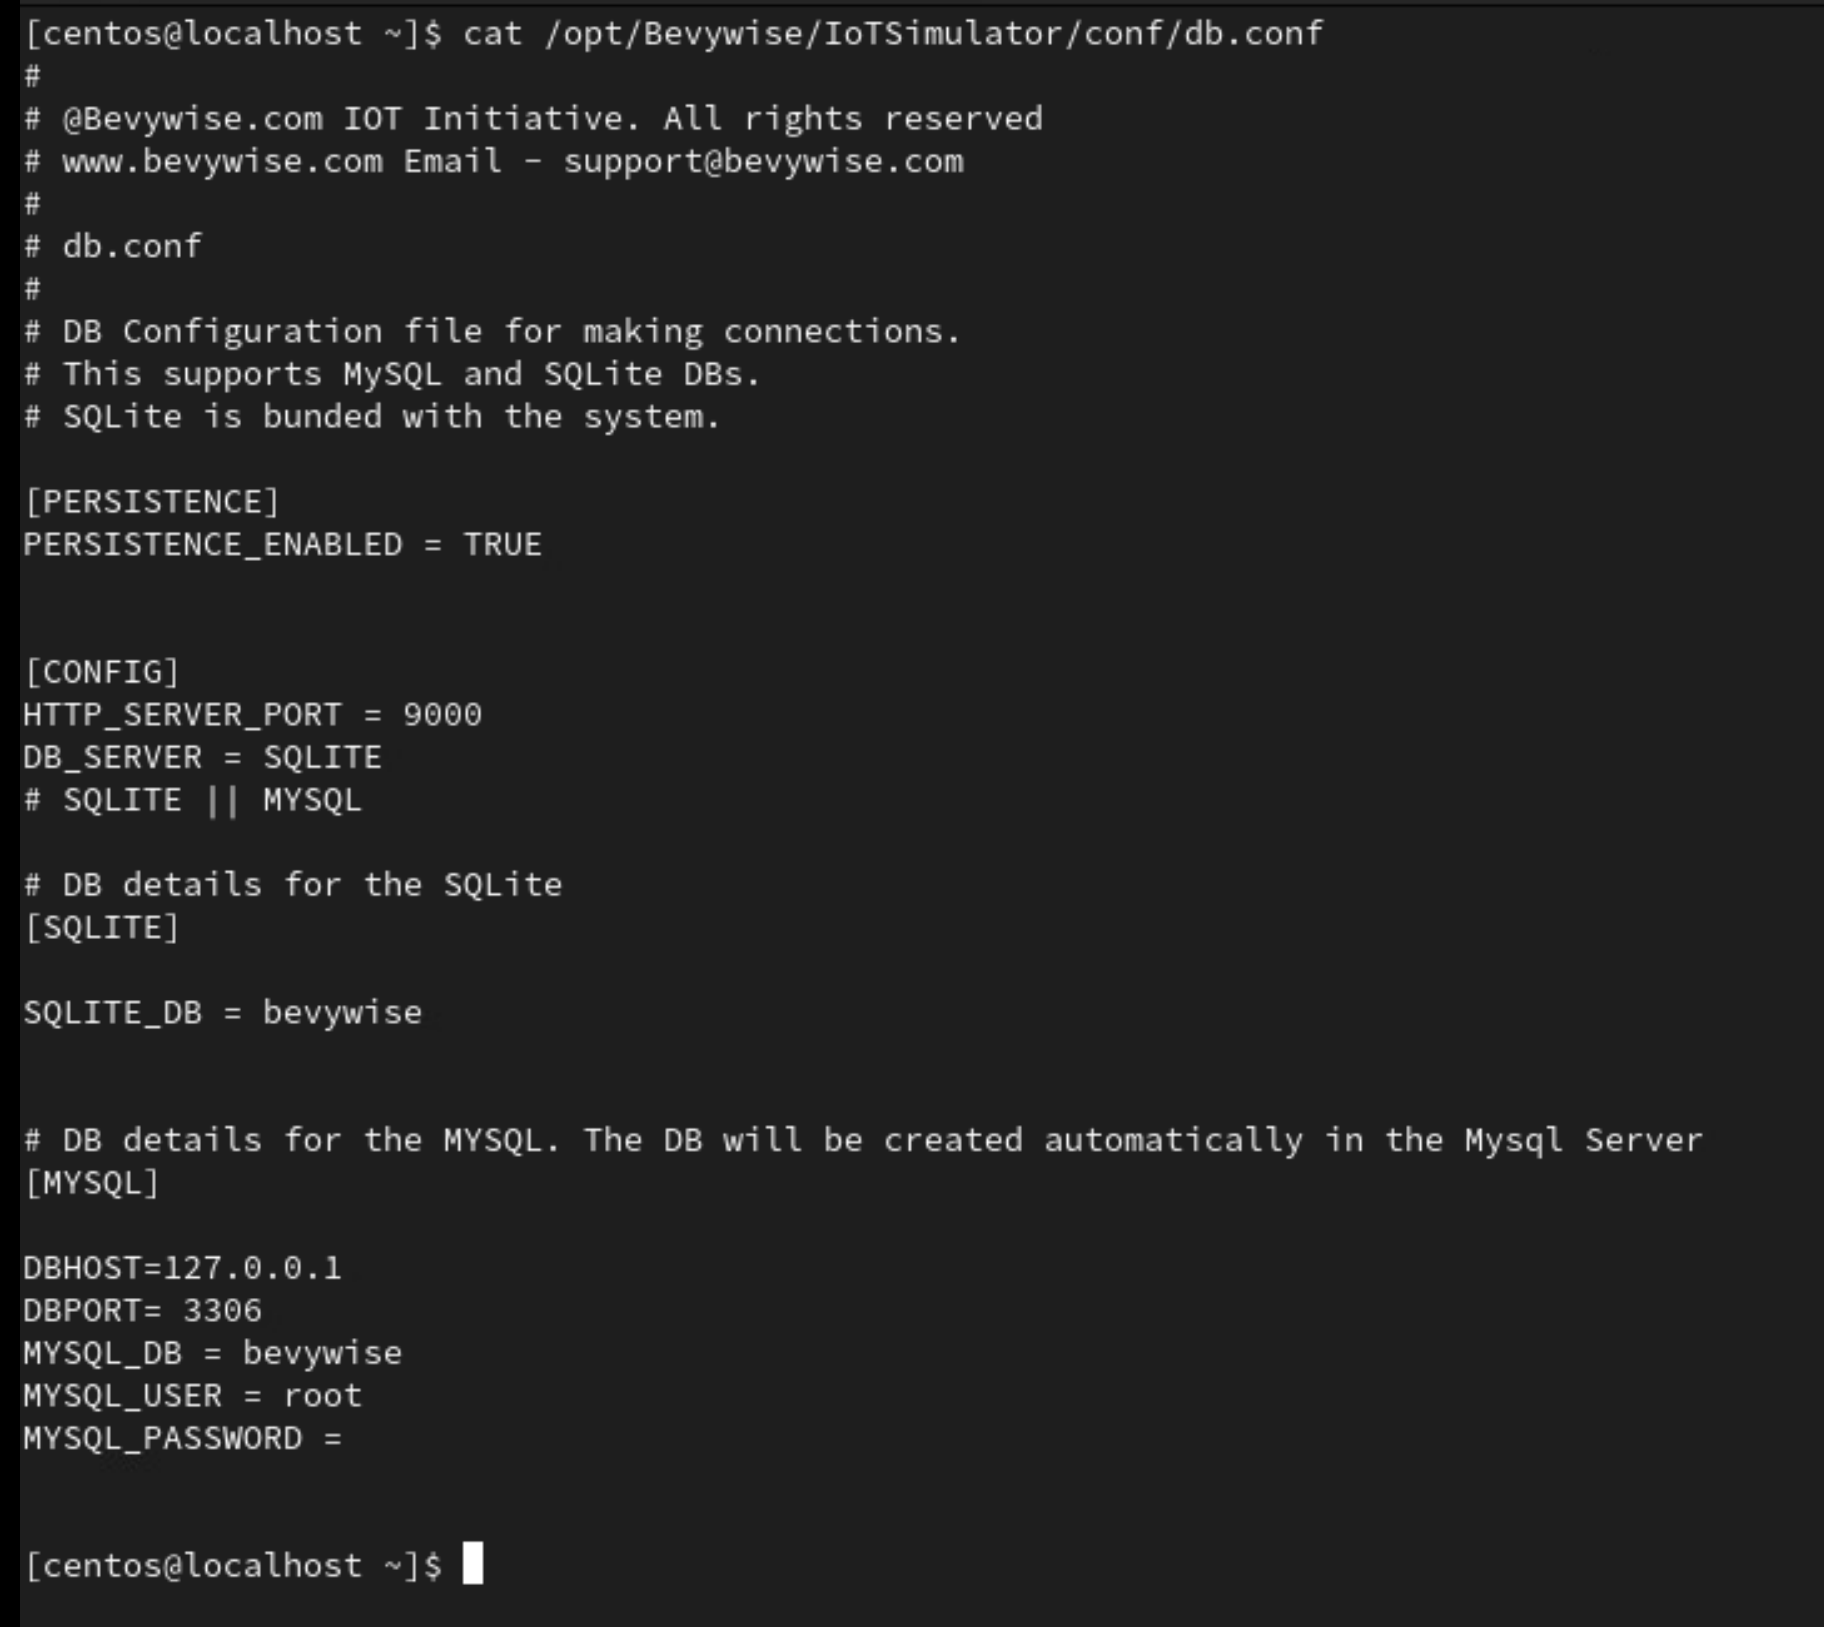 [centos@localhost ~]$ cat /opt/Bevywise/IoTSimulator/conf/db.conf
#
# @Bevywise.com IOT Initiative. All rights reserved
# www.bevywise.com Email - support@bevywise.com
#
# db.conf
#
# DB Configuration file for making connections.
# This supports MySQL and SQLite DBs.
# SQLite is bunded with the system.
[PERSISTENCE]
PERSISTENCE_ENABLED = TRUE
[CONFIG]
HTTP_SERVER_PORT = 9000
DB_SERVER = SQLITE
# SQLITE || MYSQL
# DB details for the SQLite
[SQLITE]
SQLITE_DB = bevywise
# DB details for the MYSQL. The DB will be created automatically in the Mysql Server
[MYSQL]
DBHOST=127.0.0.1
DBPORT= 3306
MYSQL_DB = bevywise
MYSQL_USER = root
MYSQL_PASSWORD =
[centos@localhost ~]$